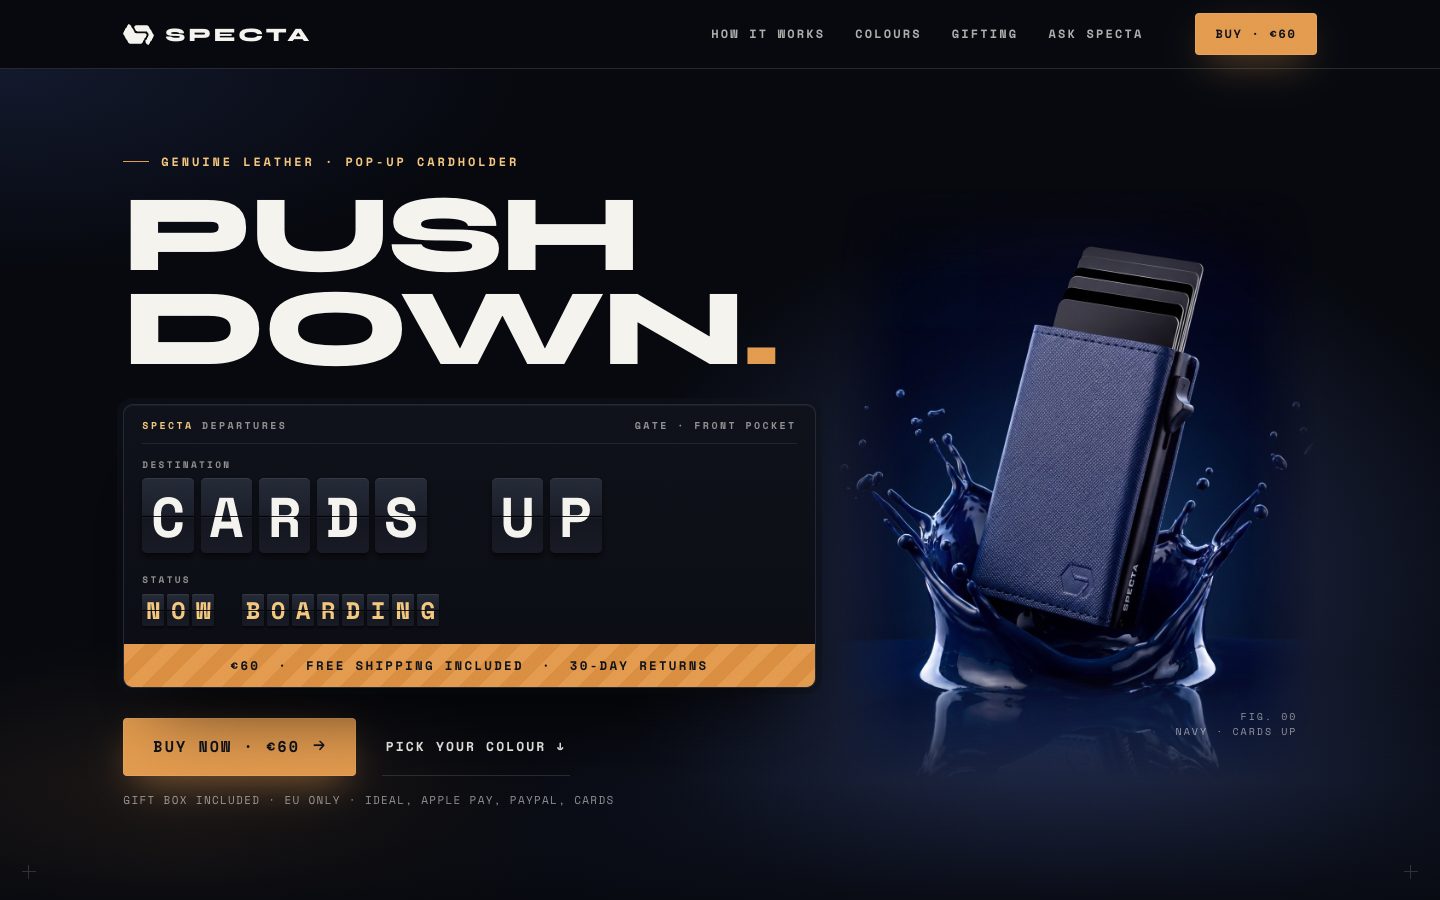 SPECTA
HOW IT WORKS
COLOURS
GIFTING
ASK SPECTA
BUY · €60
GENUINE LEATHER · POP-UP CARDHOLDER
PUSH
DOWN.
SPECTA DEPARTURES
GATE · FRONT POCKET
DESTINATION
CARDS UP
STATUS
NOW BOARDING
€60 · FREE SHIPPING INCLUDED · 30-DAY RETURNS
SPECTA
FIG. 00
NAVY · CARDS UP
BUY NOW · €60 →
PICK YOUR COLOUR ↓
GIFT BOX INCLUDED · EU ONLY · IDEAL, APPLE PAY, PAYPAL, CARDS